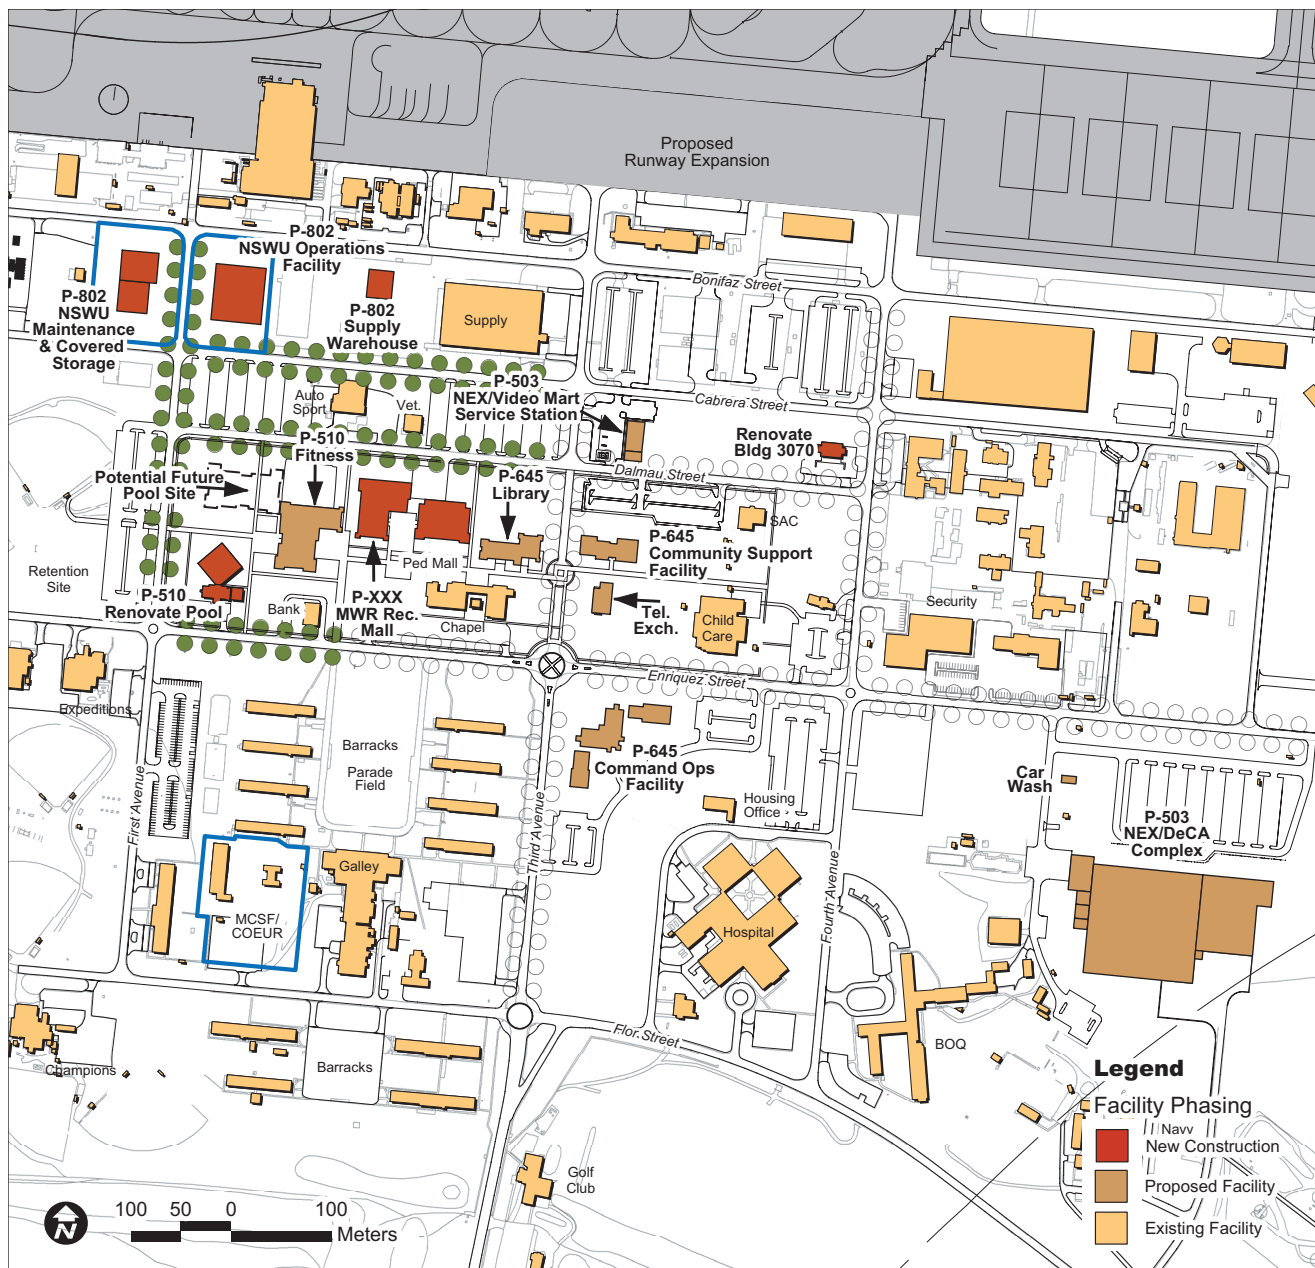 Proposed
Runway Expansion
P-802
NSWU Operations
Facility
Bonifaz Street
P-802
NSWU
Maintenance
& Covered
Storage
P-802
Supply
Warehouse
Supply
P-503
NEX/Video Mart
Service Station
Cabrera Street
Auto
Sport
Vet.
P-510
Fitness
Renovate
Bldg 3070
Dalmau Street
Potential Future
Pool Site
P-645
Library
SAC
P-645
Community Support
Facility
Retention
Site
Ped Mall
P-510
Renovate Pool
Bank
P-XXX
MWR Rec.
Mall
Chapel
Tel.
Exch.
Child
Care
Security
Enriquez Street
Expeditions
Barracks
Parade
Field
P-645
Command Ops
Facility
First Avenue
Third Avenue
Housing
Office
Car
Wash
P-503
NEX/DeCA
Complex
Galley
Fourth Avenue
MCSF/
COEUR
Hospital
Flor Street
BOQ
Champions
Barracks
Golf
Club
Legend
Facility Phasing
Navv
New Construction
Proposed Facility
Existing Facility
N
100 50 0 100
Meters